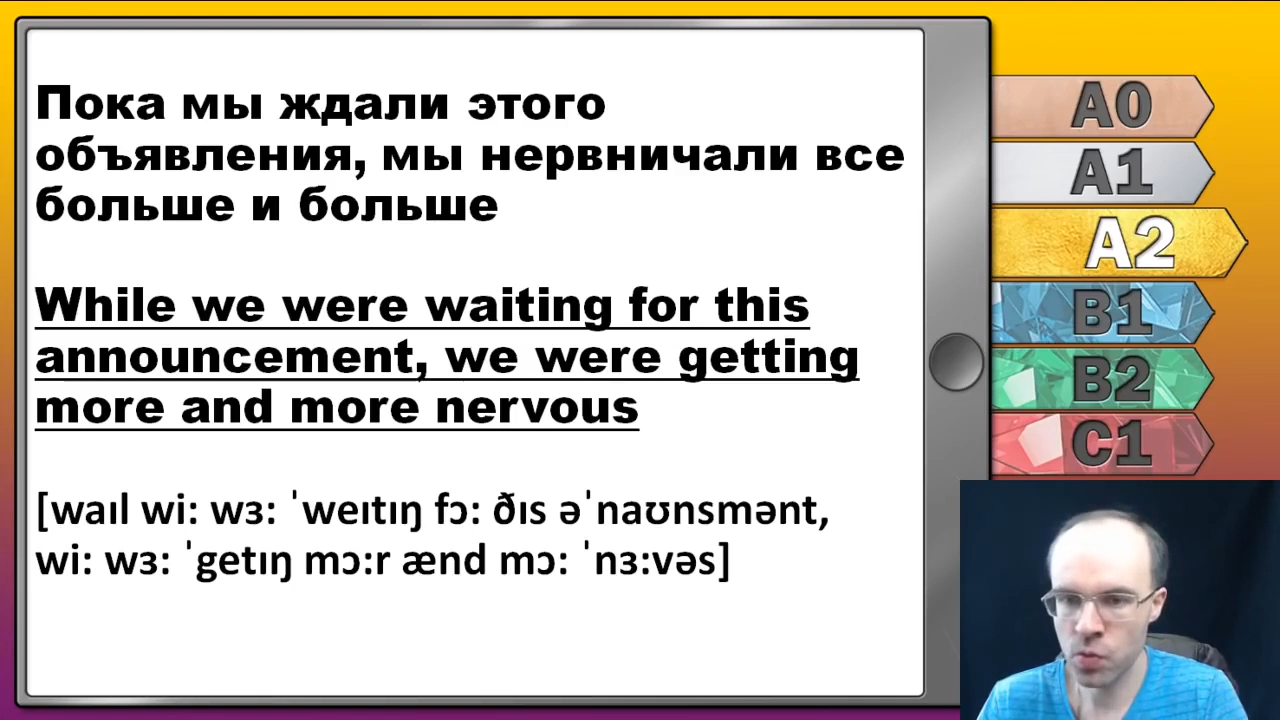 Пока мы ждали этого
объявления, мы нервничали все
больше и больше
While we were waiting for this
announcement, we were getting
more and more nervous
[waɪl wi: wɜ: ˈweɪtɪŋ fɔ: ðɪs əˈnaʊnsmənt,
wi: wɜ: ˈgetɪŋ mɔ:r ænd mɔ: ˈnɜ:vəs]
A0
A1
A2
B1
B2
C1